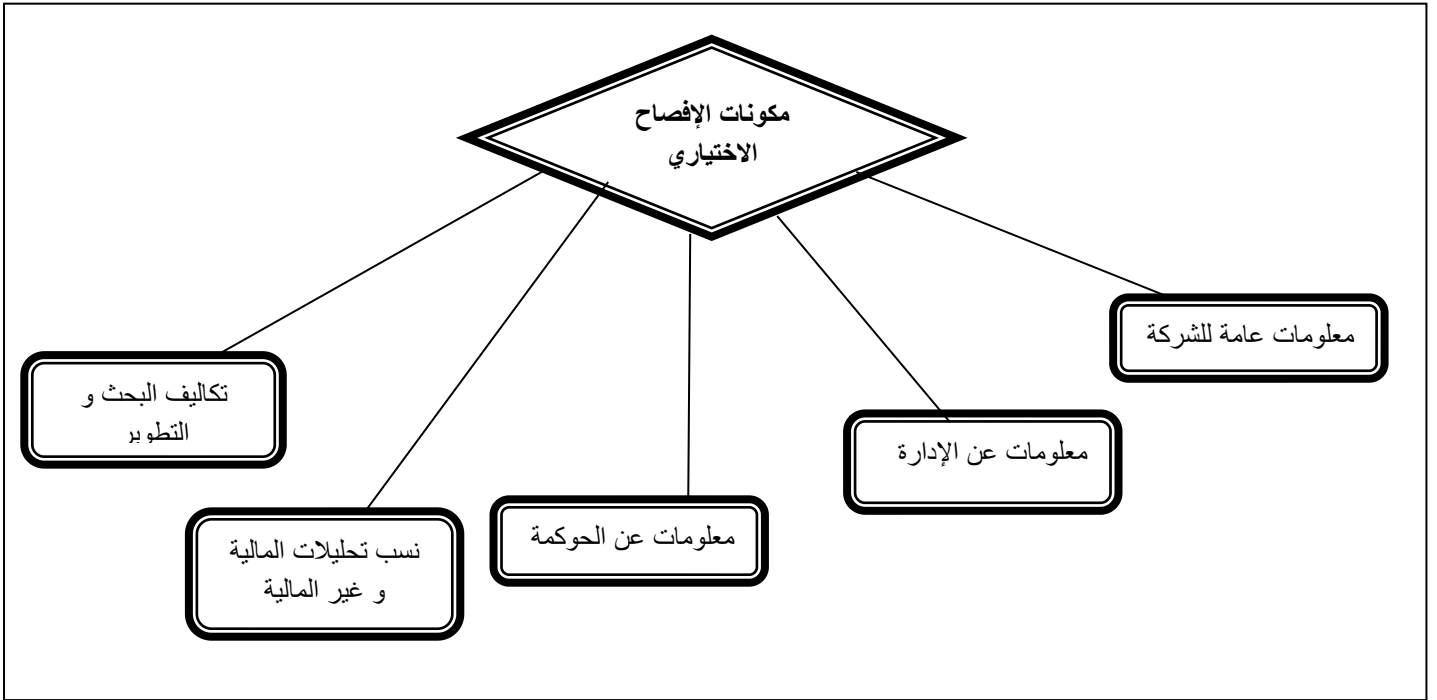 مكونات الإفصاح
الاختياري
معلومات عامة للشركة
معلومات عن الإدارة
معلومات عن الحوكمة
نسب تحليلات المالية
و غير المالية
تكاليف البحث و
التطوير